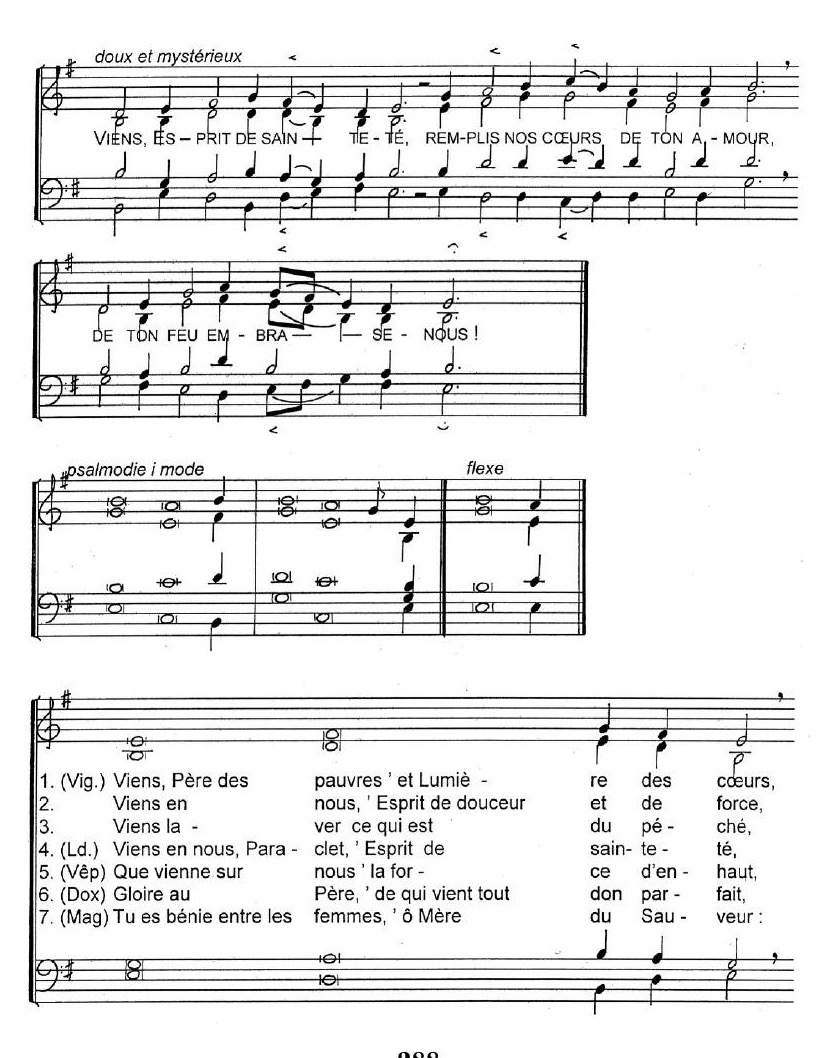 doux et mystérieux
VIENS, ES – PRIT DE SAIN – TE - TÉ, REM-PLIS NOS CŒURS DE TON A - MOUR,
DE TON FEU EM - BRA — SE - NOUS !
psalmodie i mode flexe
1. (Vig.) Viens, Père des pauvres ' et Lumiè - re des cœurs,
2. Viens en nous, ' Esprit de douceur et de force,
3. Viens la - ver ce qui est du pé - ché,
4. (Ld.) Viens en nous, Para - clet, ' Esprit de sain- te - té,
5. (Vêp) Que vienne sur nous ' la for - ce d'en - haut,
6. (Dox) Gloire au Père, ' de qui vient tout don par - fait,
7. (Mag) Tu es bénie entre les femmes, ' ô Mère du Sau - veur :